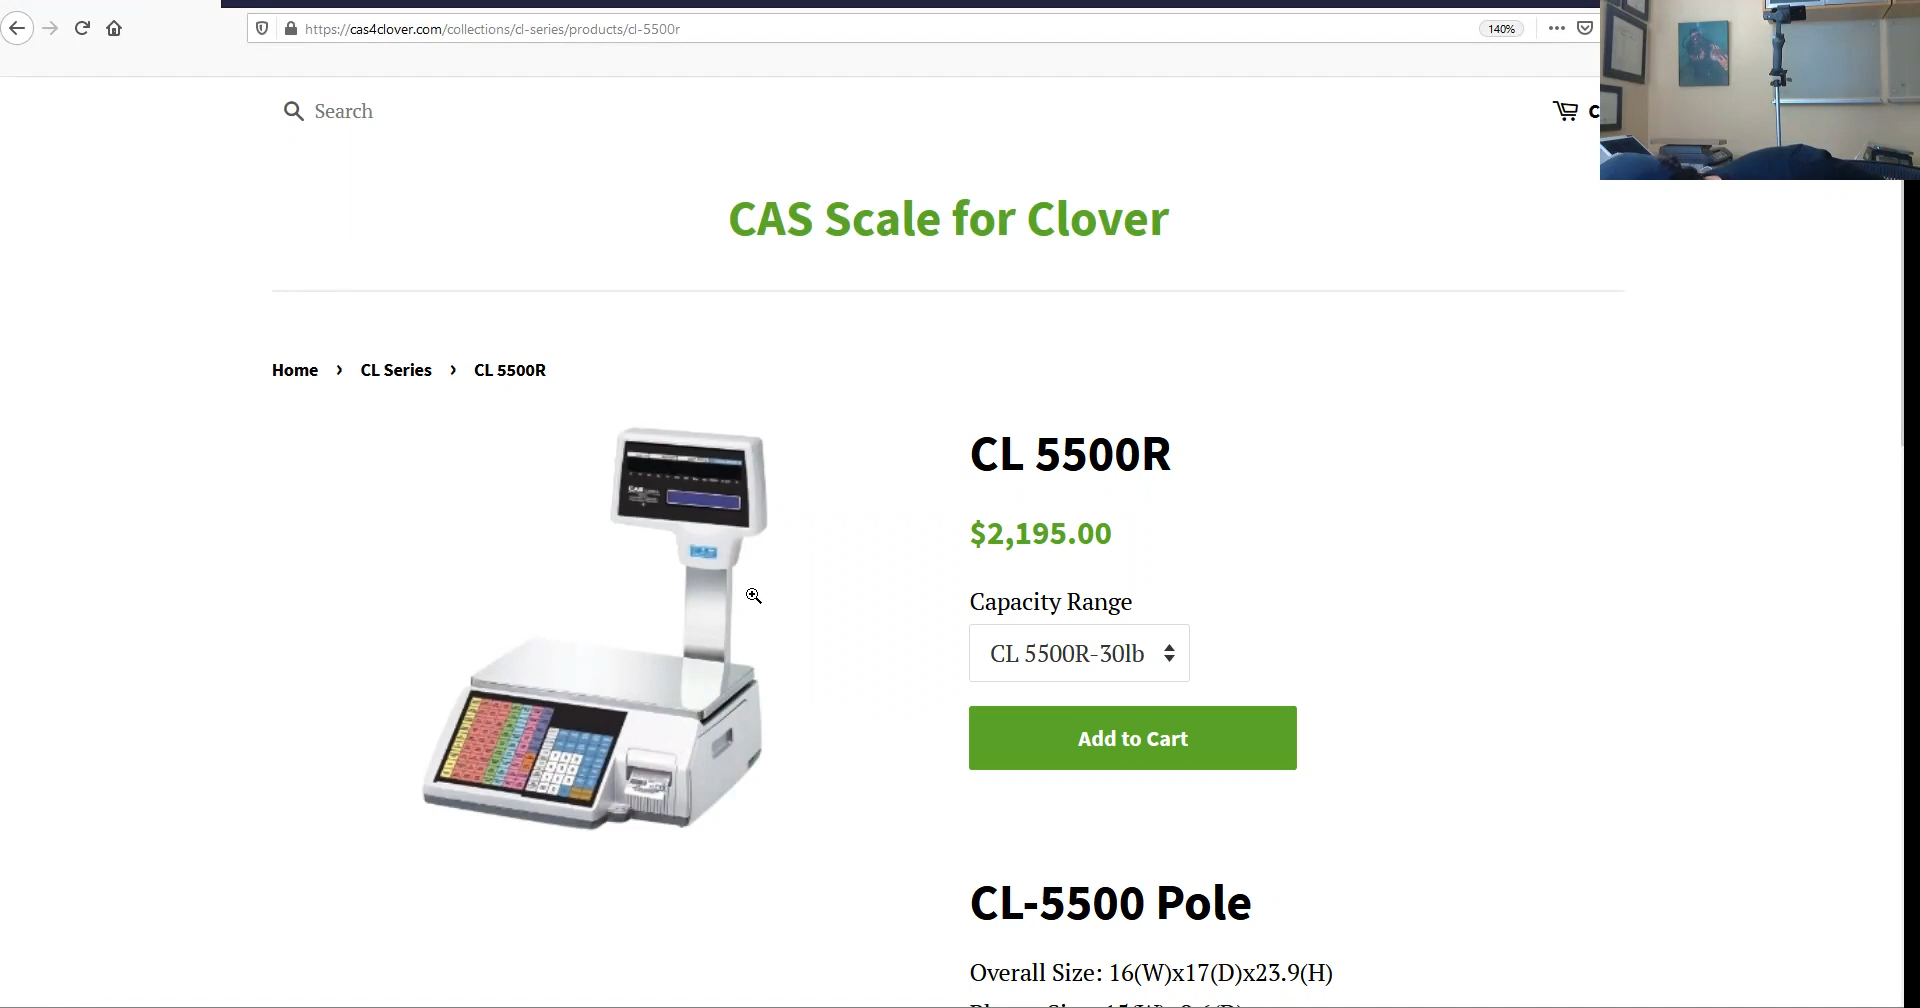 https://cas4clover.com/collections/cl-series/products/cl-5500r
140%
Search
CAS Scale for Clover
Home › CL Series › CL 5500R
CL 5500R
$2,195.00
Capacity Range
CL 5500R-30lb
Add to Cart
CL-5500 Pole
Overall Size: 16(W)x17(D)x23.9(H)